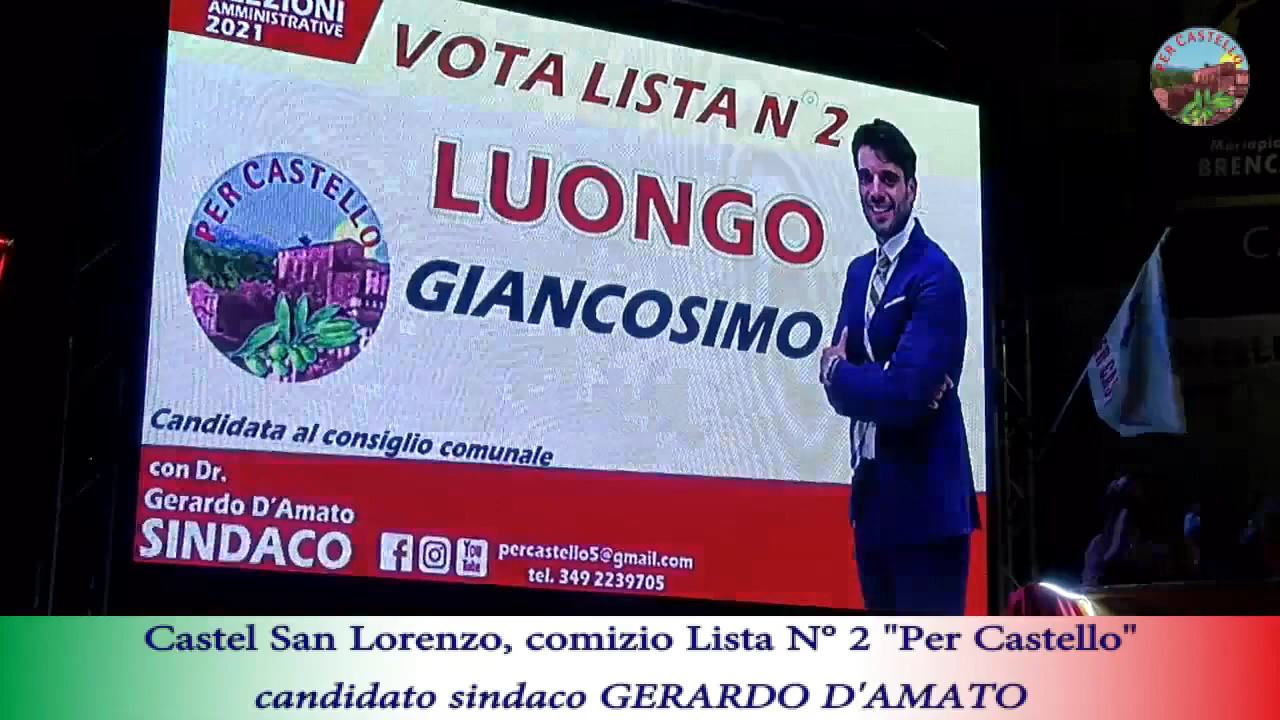 ELEZIONI
AMMINISTRATIVE
2021
VOTA LISTA N° 2
LUONGO
GIANCOSIMO
PER CASTELLO
Candidata al consiglio comunale
con Dr.
Gerardo D'Amato
SINDACO
You
Tube
percastello5@gmail.com
tel. 349 2239705
PER CASTELLO
BRENC
Castel San Lorenzo, comizio Lista N° 2 "Per Castello"
candidato sindaco GERARDO D'AMATO